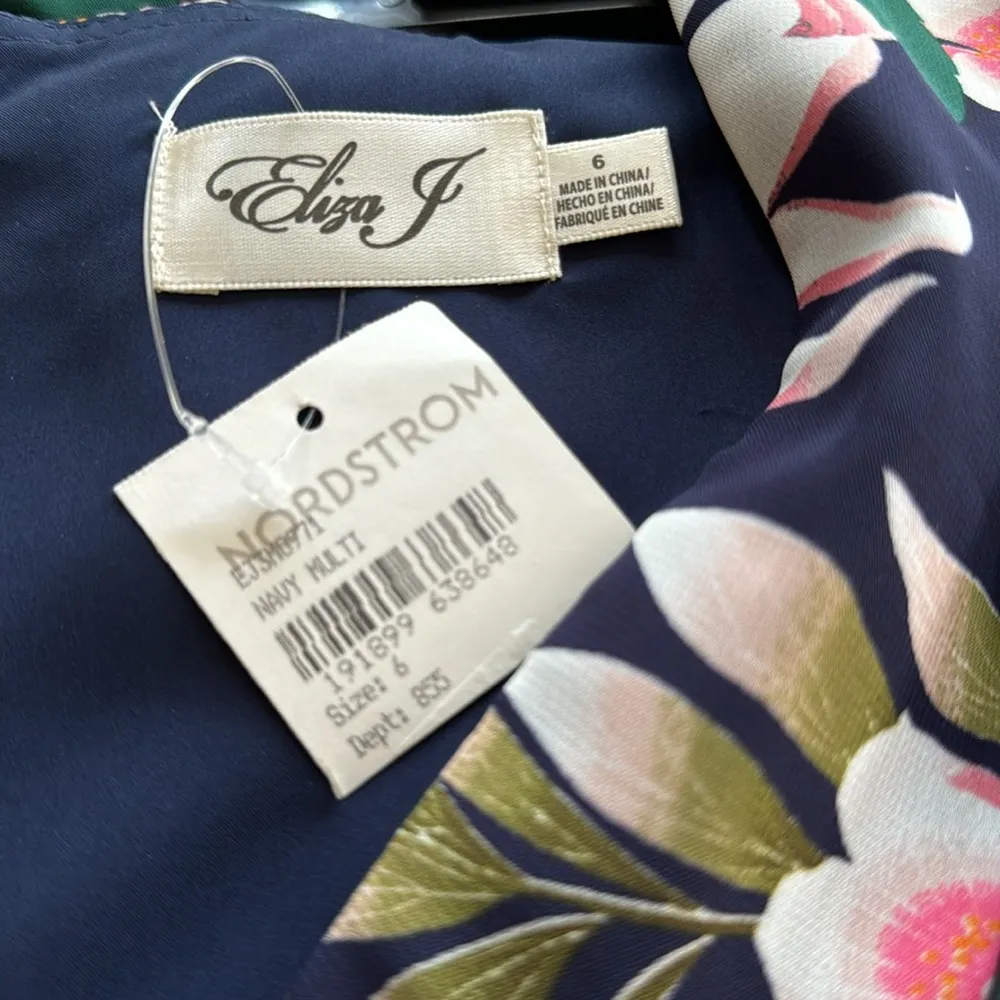 Eliza J
6
MADE IN CHINA/
HECHO EN CHINA/
FABRIQUÉ EN CHINE
NORDSTROM
EJ5M8971
NAVY MULTI
191899 638648
Size: 6
Dept: 855